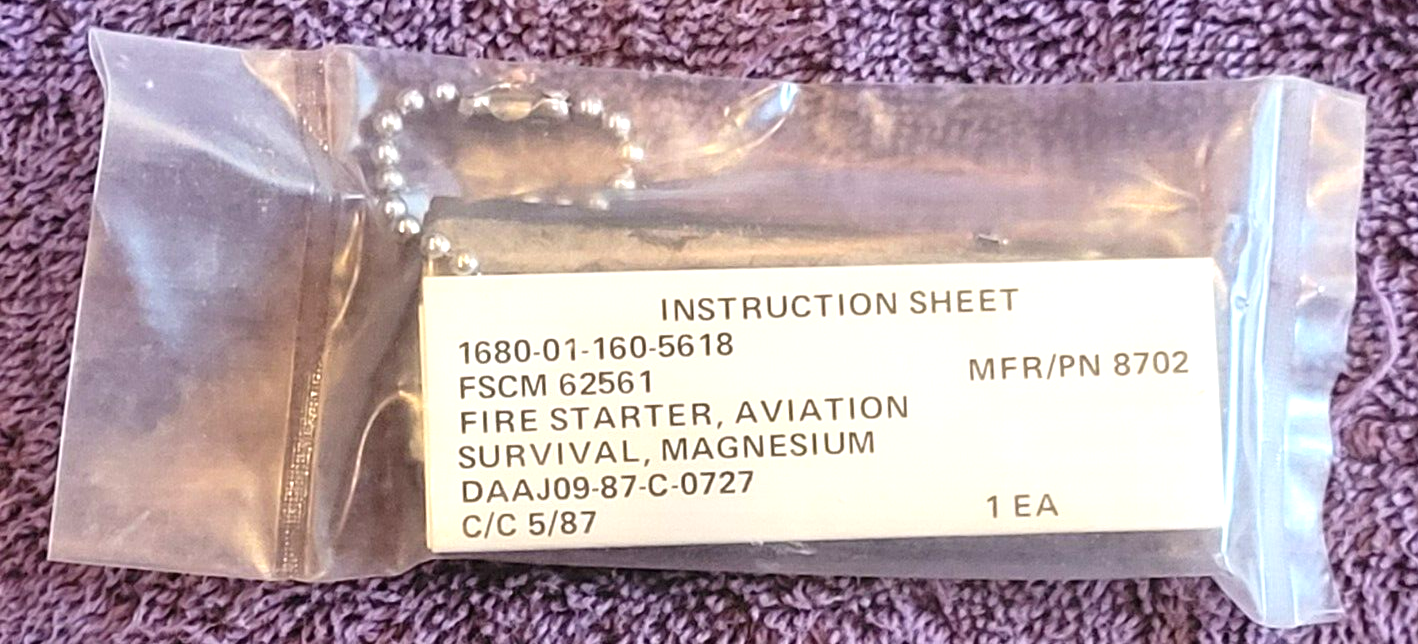 INSTRUCTION SHEET
1680-01-160-5618
FSCM 62561 MFR/PN 8702
FIRE STARTER, AVIATION
SURVIVAL, MAGNESIUM
DAAJ09-87-C-0727
C/C 5/87 1 EA